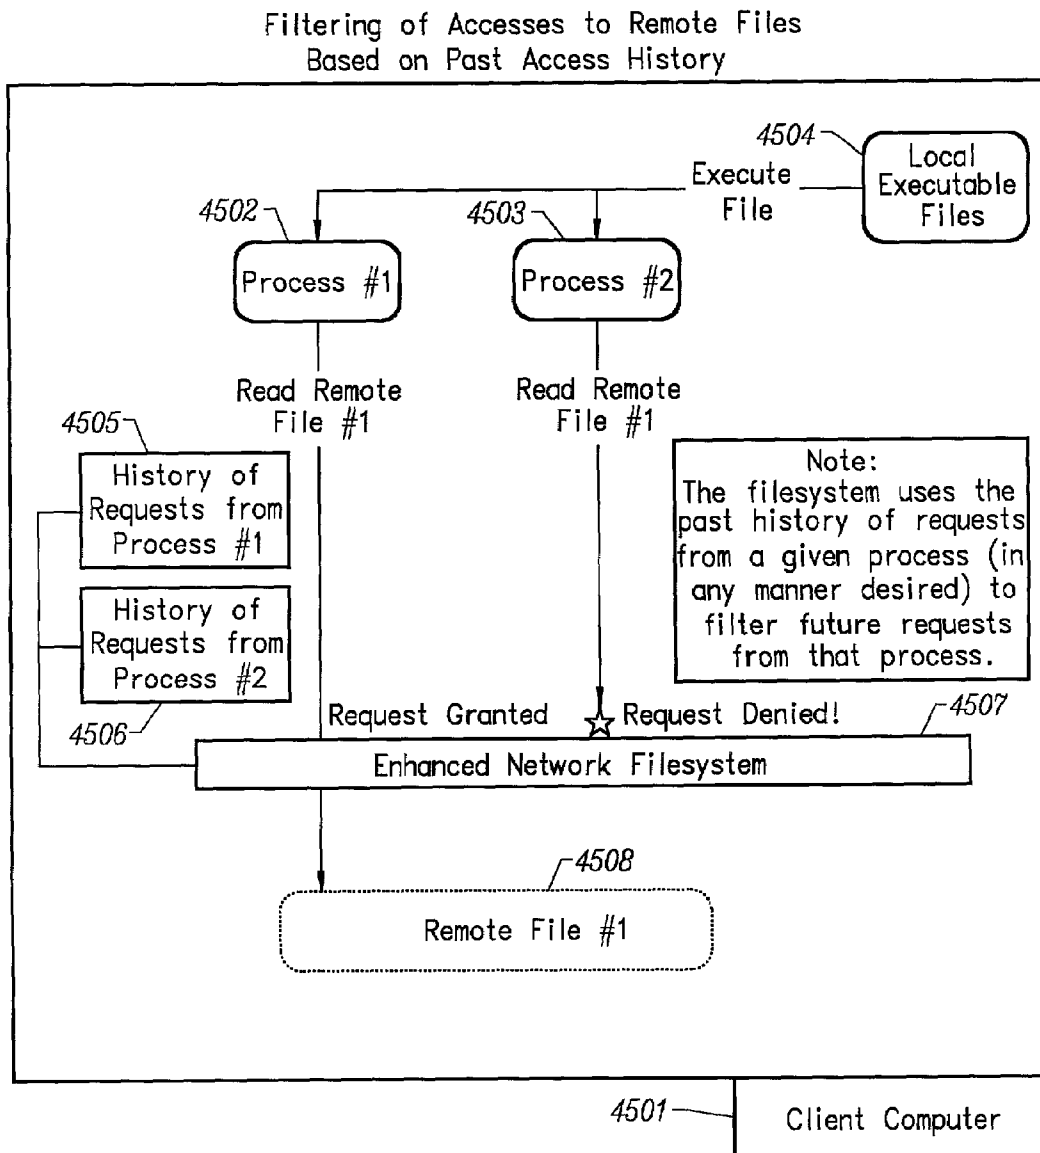 Filtering of Accesses to Remote Files
Based on Past Access History
4504
Local
Executable
Files
Execute
File
4502
4503
Process #1
Process #2
Read Remote
File #1
Read Remote
File #1
4505
History of
Requests from
Process #1
History of
Requests from
Process #2
4506
Note:
The filesystem uses the
past history of requests
from a given process (in
any manner desired) to
filter future requests
from that process.
Request Granted
Request Denied!
4507
Enhanced Network Filesystem
4508
Remote File #1
4501
Client Computer